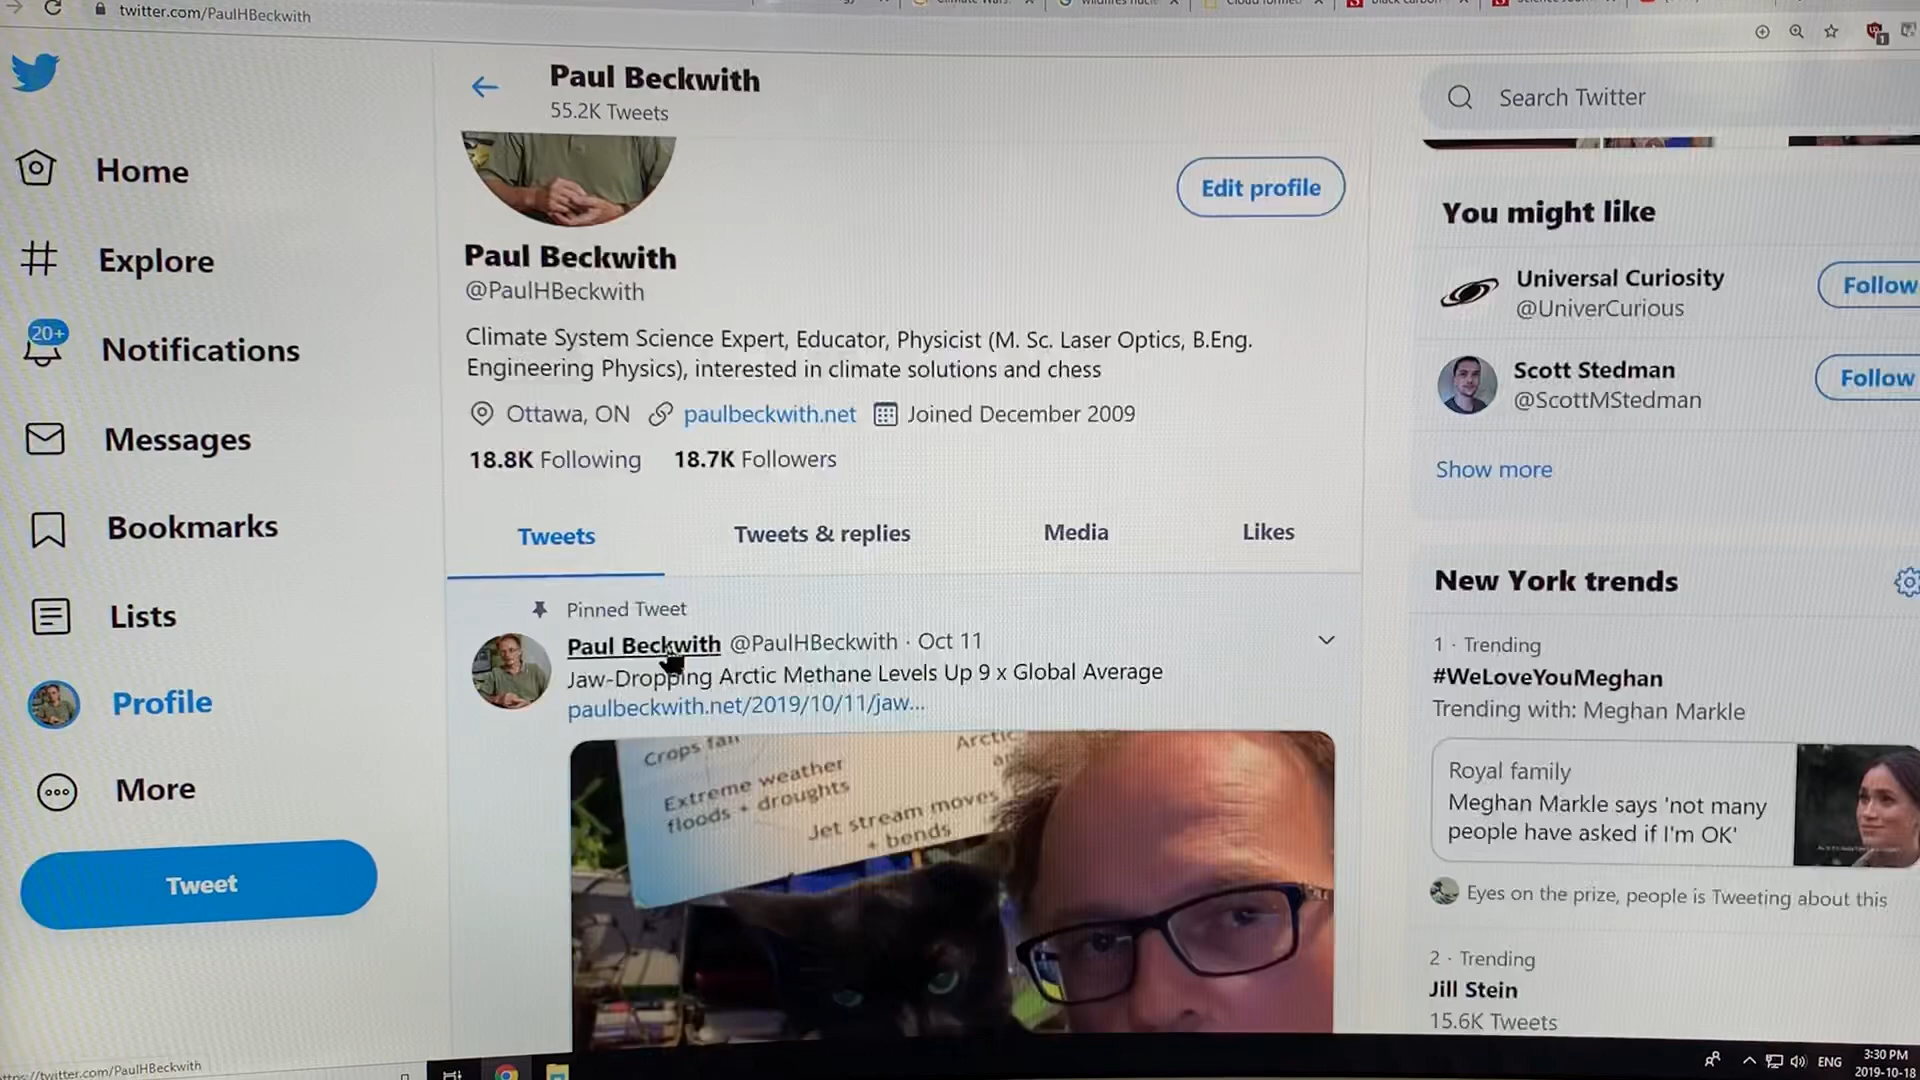 twitter.com/PaulHBeckwith
Paul Beckwith
55.2K Tweets
Search Twitter
Home
Explore
20+
Notifications
Messages
Bookmarks
Lists
Profile
More
Tweet
Edit profile
Paul Beckwith
@PaulHBeckwith
Climate System Science Expert, Educator, Physicist (M. Sc. Laser Optics, B.Eng.
Engineering Physics), interested in climate solutions and chess
Ottawa, ON paulbeckwith.net Joined December 2009
18.8K Following 18.7K Followers
Tweets Tweets & replies Media Likes
Pinned Tweet
Paul Beckwith @PaulHBeckwith · Oct 11
Jaw-Dropping Arctic Methane Levels Up 9 x Global Average
paulbeckwith.net/2019/10/11/jaw...
Crops fail
Arctic
Extreme weather
floods + droughts
Jet stream moves
+ bends
You might like
Universal Curiosity
@UniverCurious
Follow
Scott Stedman
@ScottMStedman
Follow
Show more
New York trends
1 · Trending
#WeLoveYouMeghan
Trending with: Meghan Markle
Royal family
Meghan Markle says 'not many
people have asked if I'm OK'
Eyes on the prize, people is Tweeting about this
2 · Trending
Jill Stein
15.6K Tweets
https://twitter.com/PaulHBeckwith
ENG
3:30 PM
2019-10-18